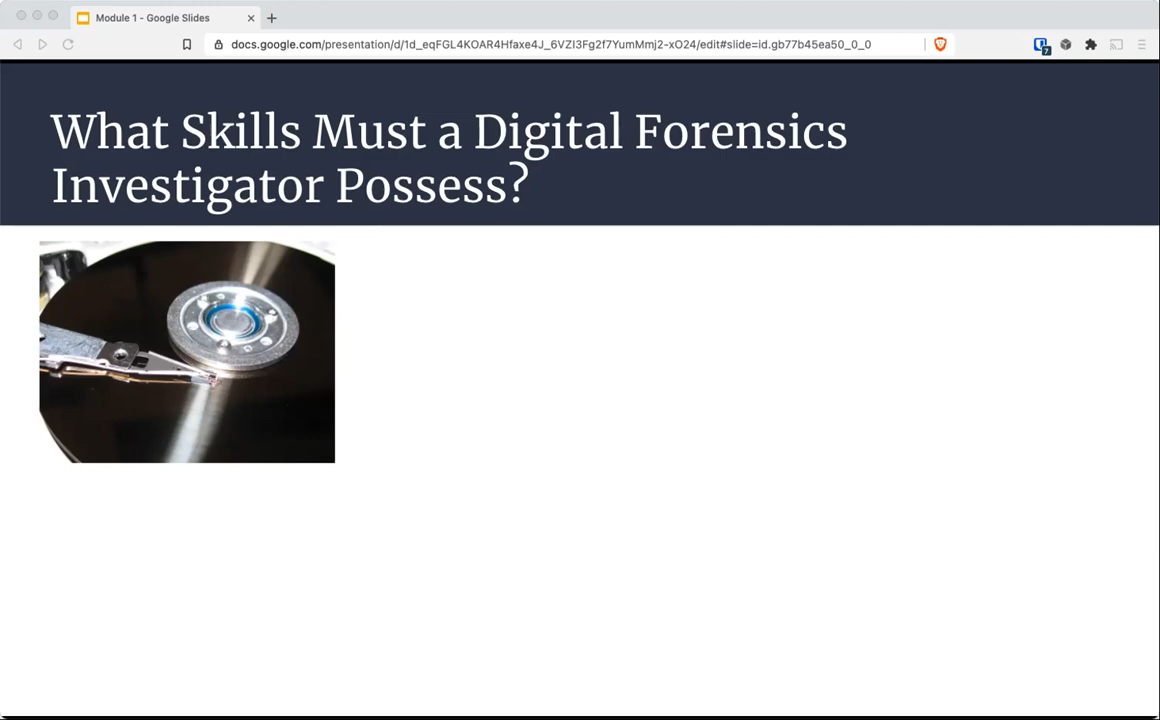 Module 1 - Google Slides
docs.google.com/presentation/d/1d_eqFGL4KOAR4Hfaxe4J_6VZI3Fg2f7YumMmj2-xO24/edit#slide=id.gb77b45ea50_0_0
7
What Skills Must a Digital Forensics
Investigator Possess?